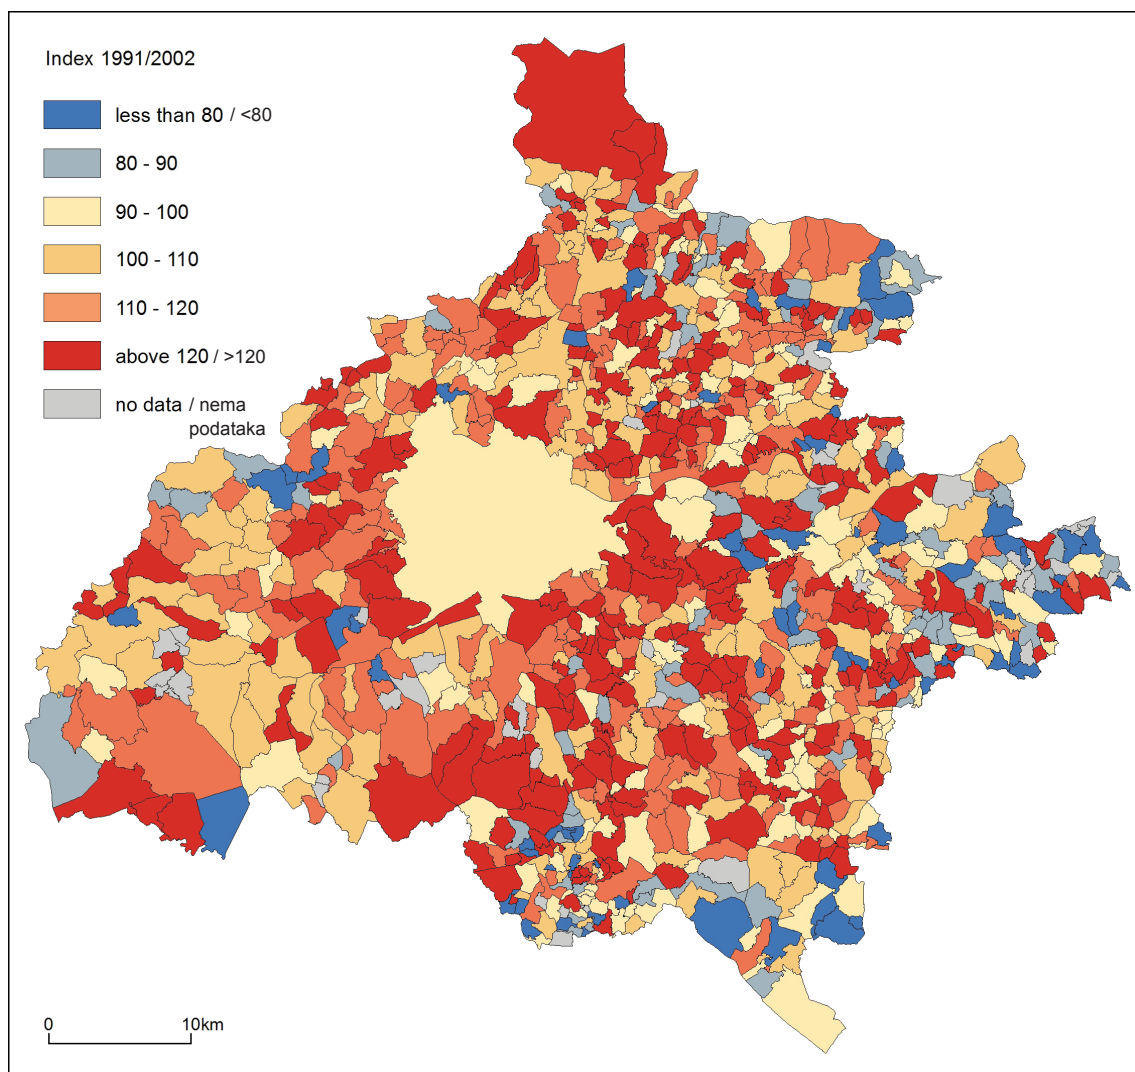 Index 1991/2002
less than 80 / <80
80 - 90
90 - 100
100 - 110
110 - 120
above 120 / >120
no data / nema
podataka
0 10km